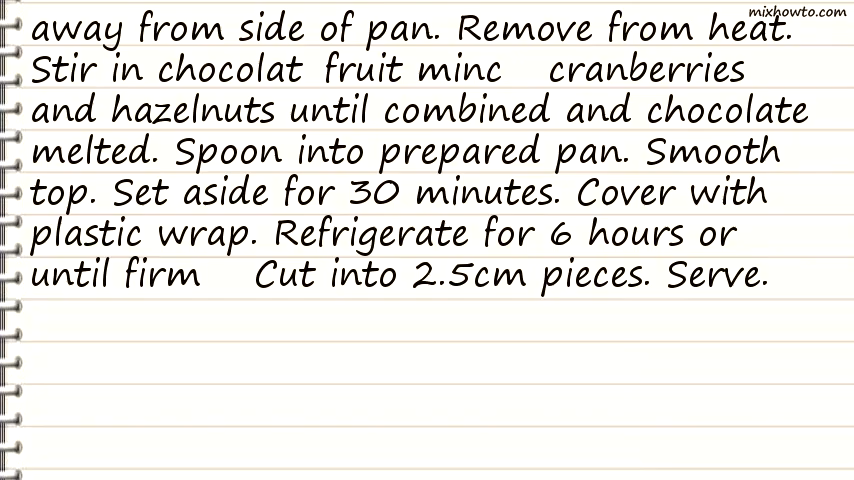 mixhowto.com
away from side of pan. Remove from heat.
Stir in chocolat fruit minc cranberries
and hazelnuts until combined and chocolate
melted. Spoon into prepared pan. Smooth
top. Set aside for 30 minutes. Cover with
plastic wrap. Refrigerate for 6 hours or
until firm Cut into 2.5cm pieces. Serve.